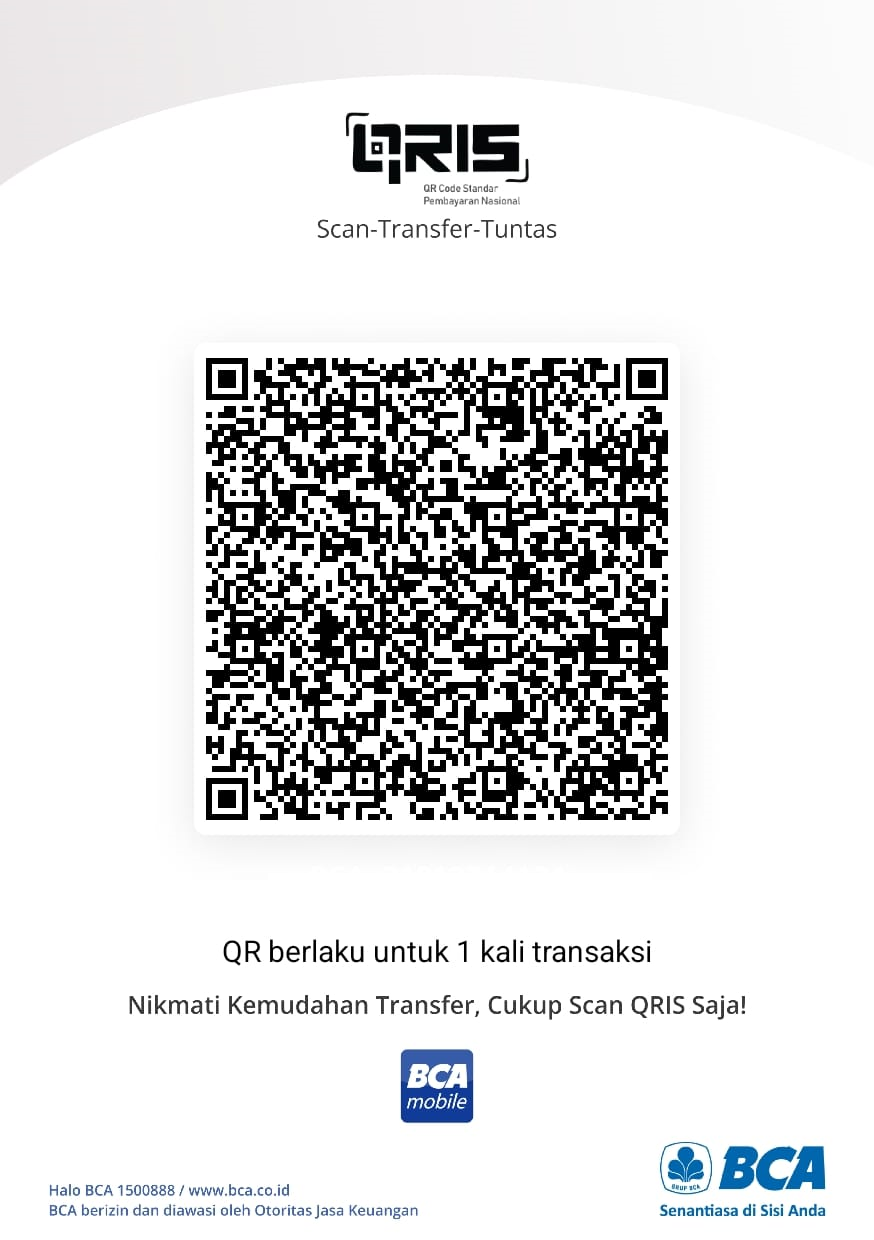 QRIS
QR Code Standar
Pembayaran Nasional
Scan-Transfer-Tuntas
QR berlaku untuk 1 kali transaksi
Nikmati Kemudahan Transfer, Cukup Scan QRIS Saja!
BCA
mobile
GRUP BCA
BCA
Senantiasa di Sisi Anda
Halo BCA 1500888 / www.bca.co.id
BCA berizin dan diawasi oleh Otoritas Jasa Keuangan